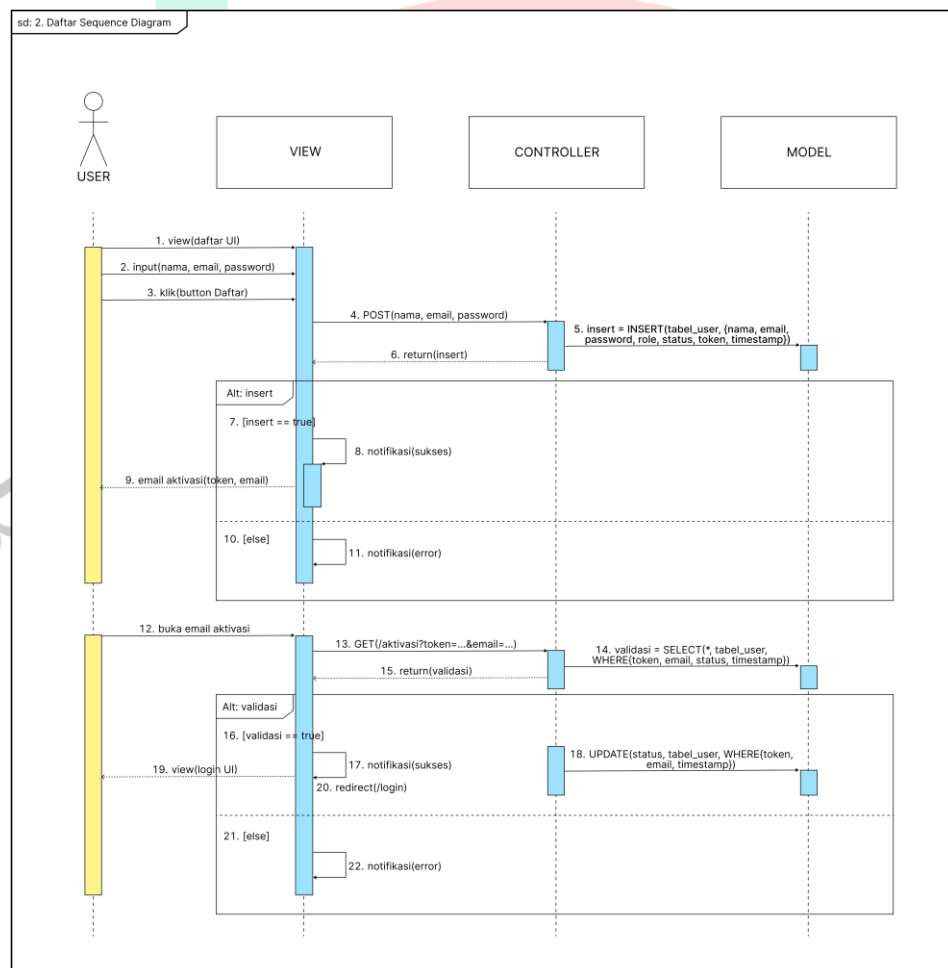 sd: 2. Daftar Sequence Diagram
USER
VIEW
CONTROLLER
MODEL
1. view(daftar UI)
2. input(nama, email, password)
3. klik(button Daftar)
4. POST(nama, email, password)
5. insert = INSERT(tabel_user, {nama, email,
password, role, status, token, timestamp})
6. return(insert)
Alt: insert
7. [insert == true]
8. notifikasi(sukses)
9. email aktivasi(token, email)
10. [else]
11. notifikasi(error)
12. buka email aktivasi
13. GET(/aktivasi?token=...&email=...)
14. validasi = SELECT(*, tabel_user,
WHERE{token, email, status, timestamp})
15. return(validasi)
Alt: validasi
16. [validasi == true]
17. notifikasi(sukses)
18. UPDATE(status, tabel_user, WHERE{token,
email, timestamp})
19. view(login UI)
20. redirect(/login)
21. [else]
22. notifikasi(error)